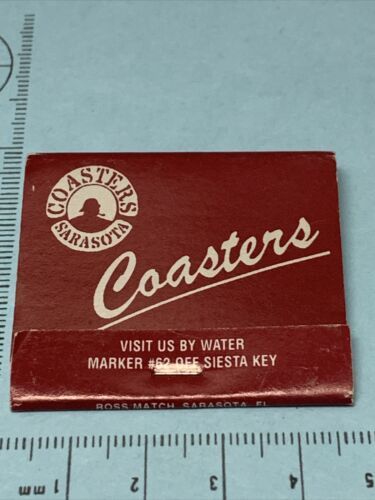 COASTERS
SARASOTA
Coasters
VISIT US BY WATER
MARKER #62 OFF SIESTA KEY
ROSS MATCH, SARASOTA, FL
mm 1 2 3 4 5